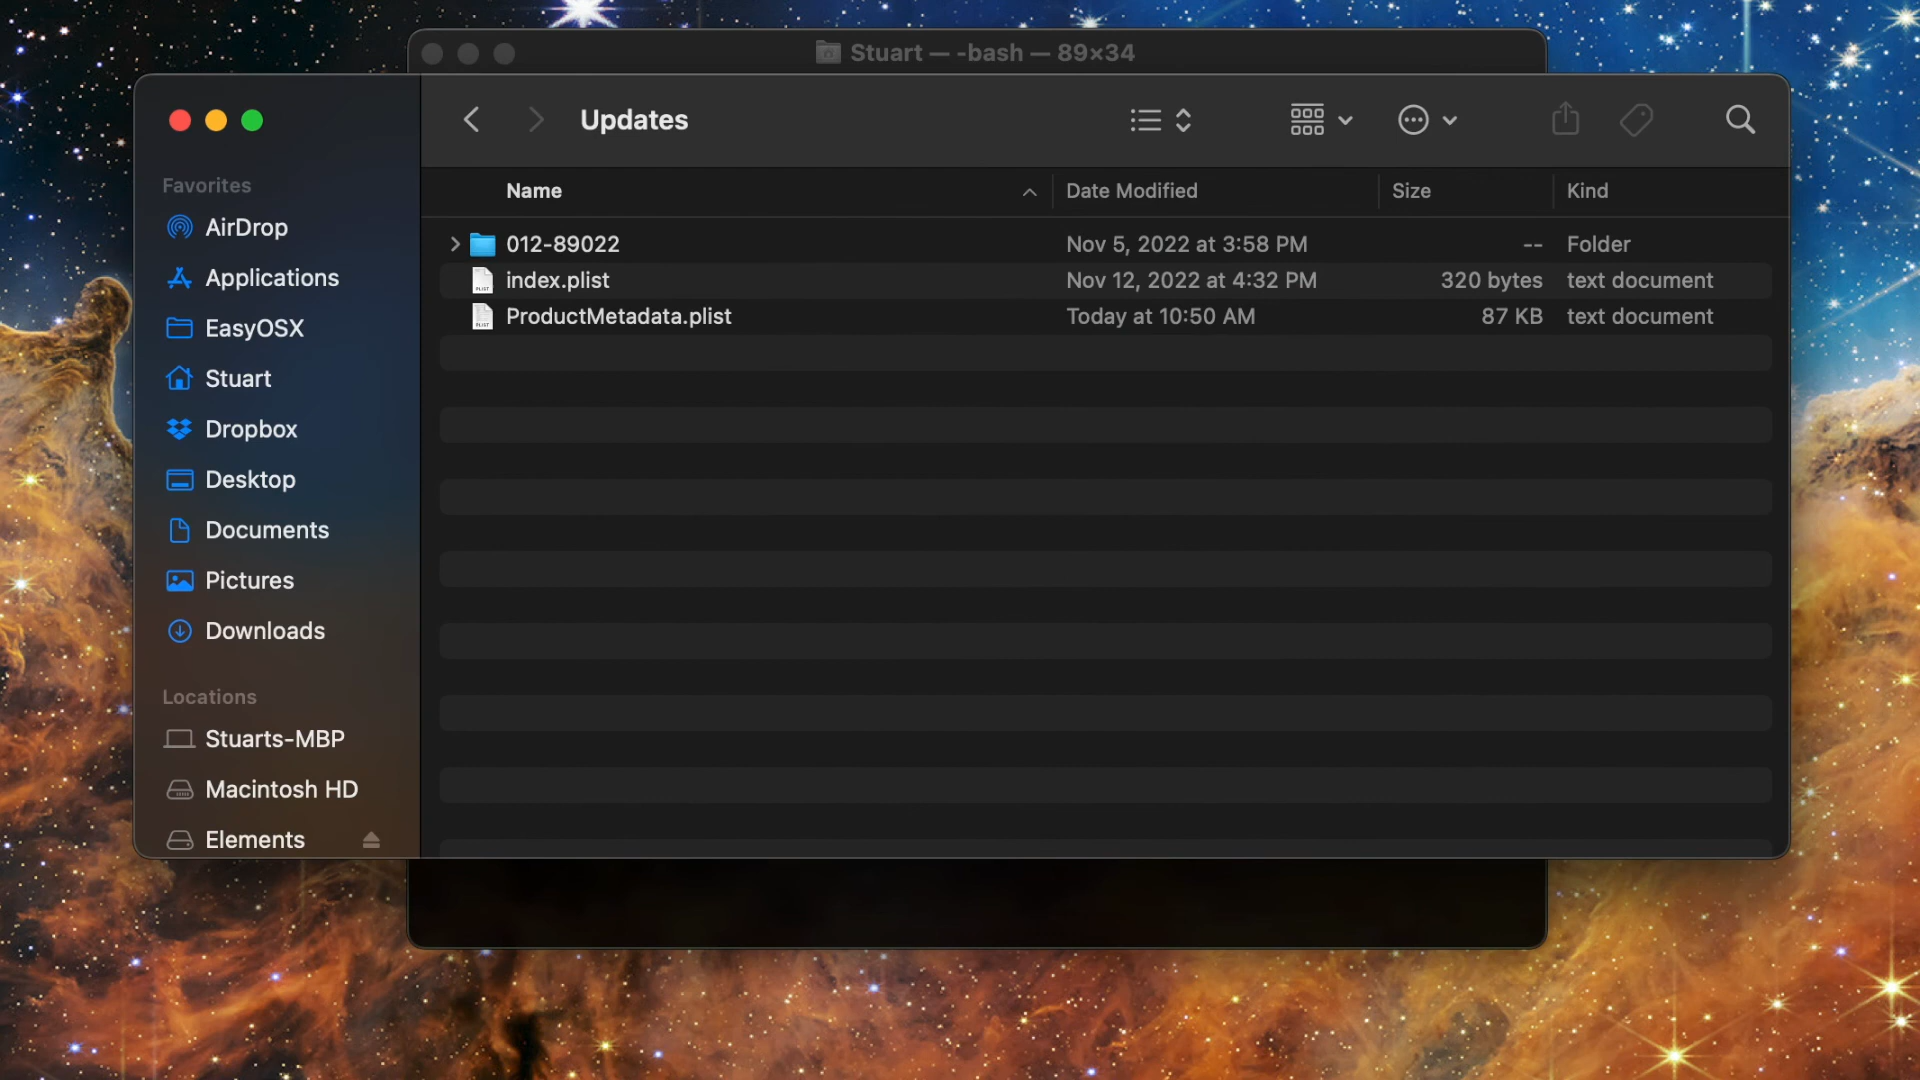 Stuart — -bash — 89×34
Updates
Name
Date Modified
Size
Kind
012-89022
Nov 5, 2022 at 3:58 PM
--
Folder
index.plist
Nov 12, 2022 at 4:32 PM
320 bytes
text document
ProductMetadata.plist
Today at 10:50 AM
87 KB
text document
Favorites
AirDrop
Applications
EasyOSX
Stuart
Dropbox
Desktop
Documents
Pictures
Downloads
Locations
Stuarts-MBP
Macintosh HD
Elements
PLIST
PLIST